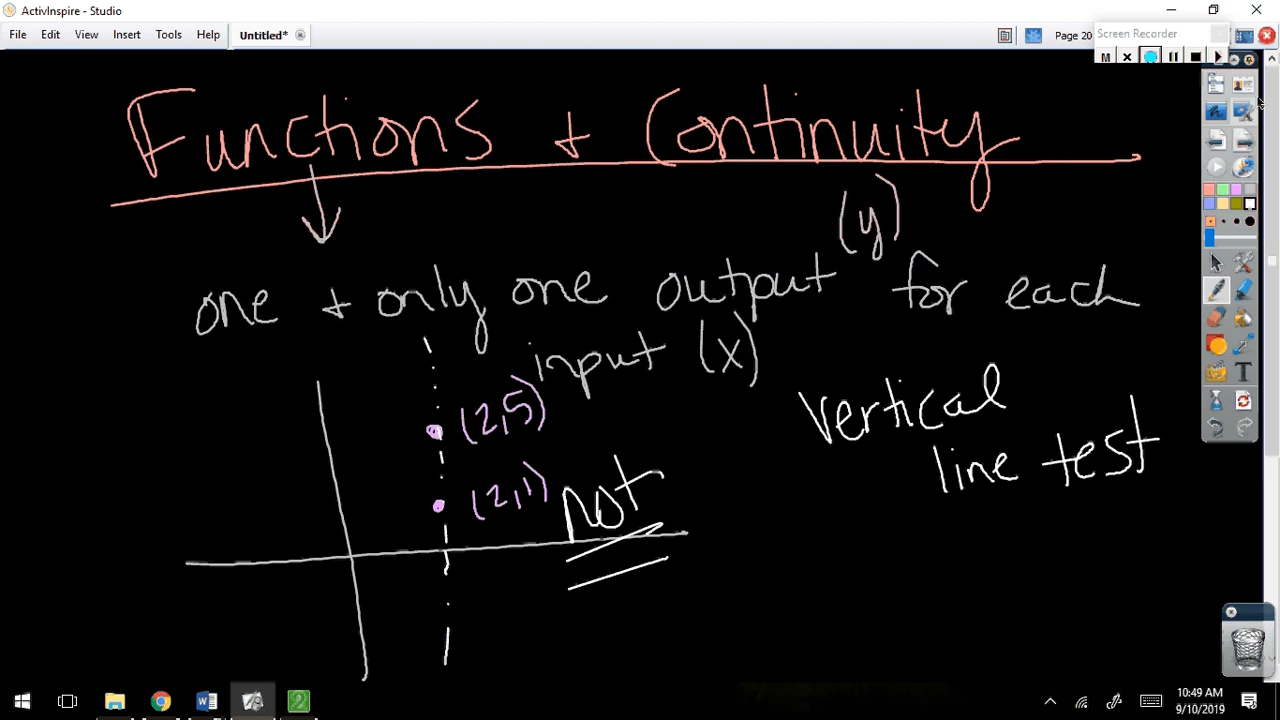 ActivInspire - Studio
File Edit View Insert Tools Help Untitled* Page 20
Screen Recorder
M
Functions + Continuity
(y)
one + only one output for each
input (x)
vertical
line test
(2,5)
(2,1)
not
T
2
10:49 AM
9/10/2019